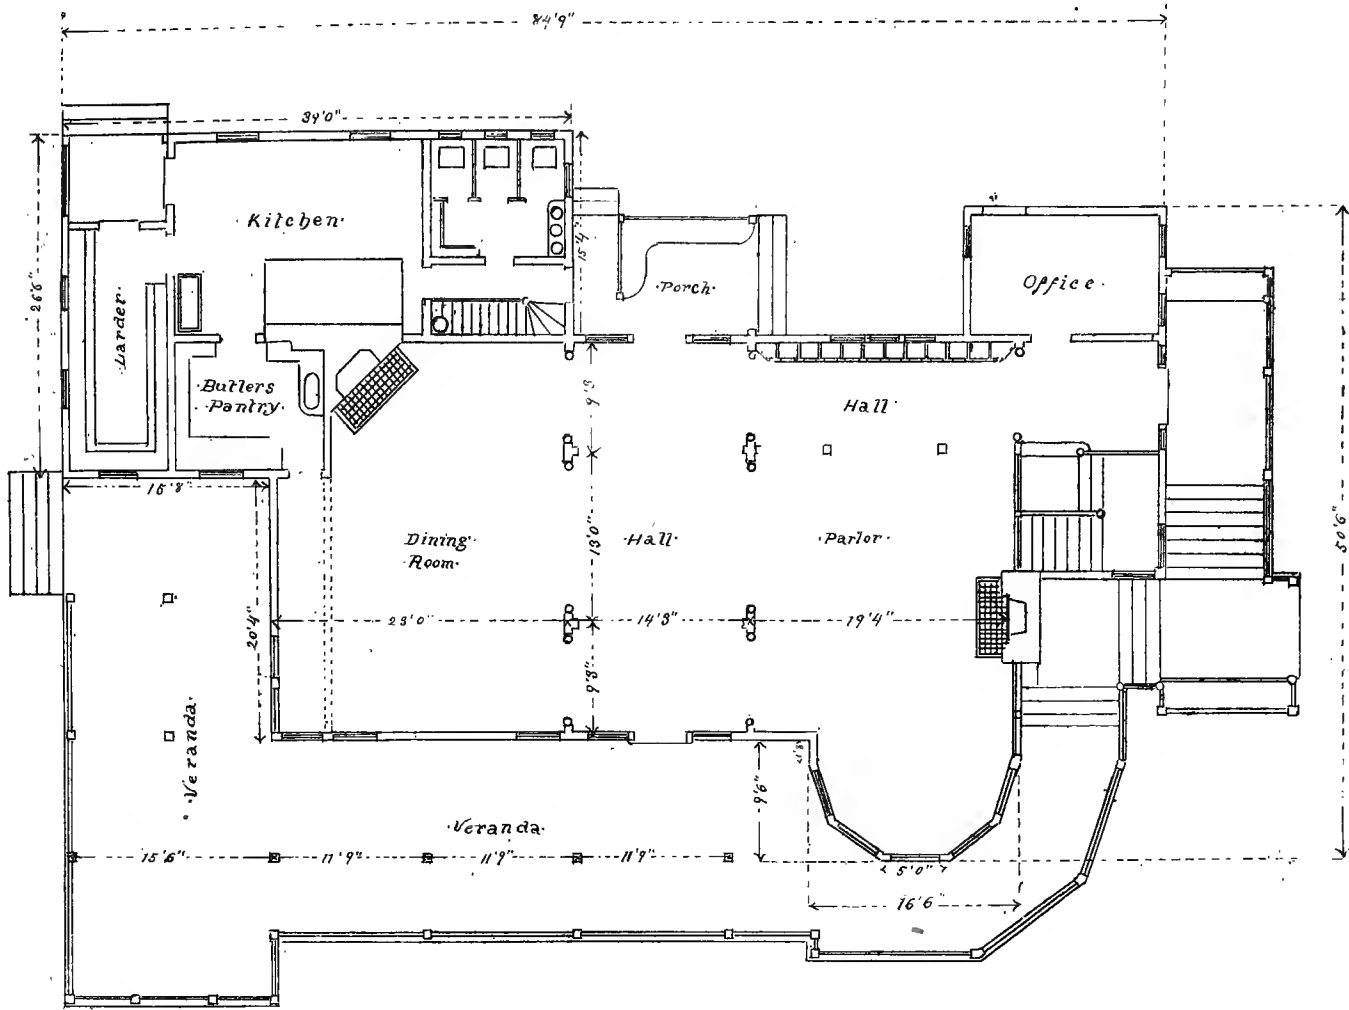 84'9"
39'0"
·Kitchen·
15'4"
·Porch·
Office·
26'6"
·Larder·
Butlers
·Pantry·
9'3
Hall·
16'8"
Dining·
·Room·
·Hall·
13'0"
·Parlor·
50'6"
20'4"
23'0"
14'3"
19'4"
9'3"
·Veranda·
9'6"
·Veranda·
15'6"
11'9"
11'9"
11'9"
5'0"
16'6"